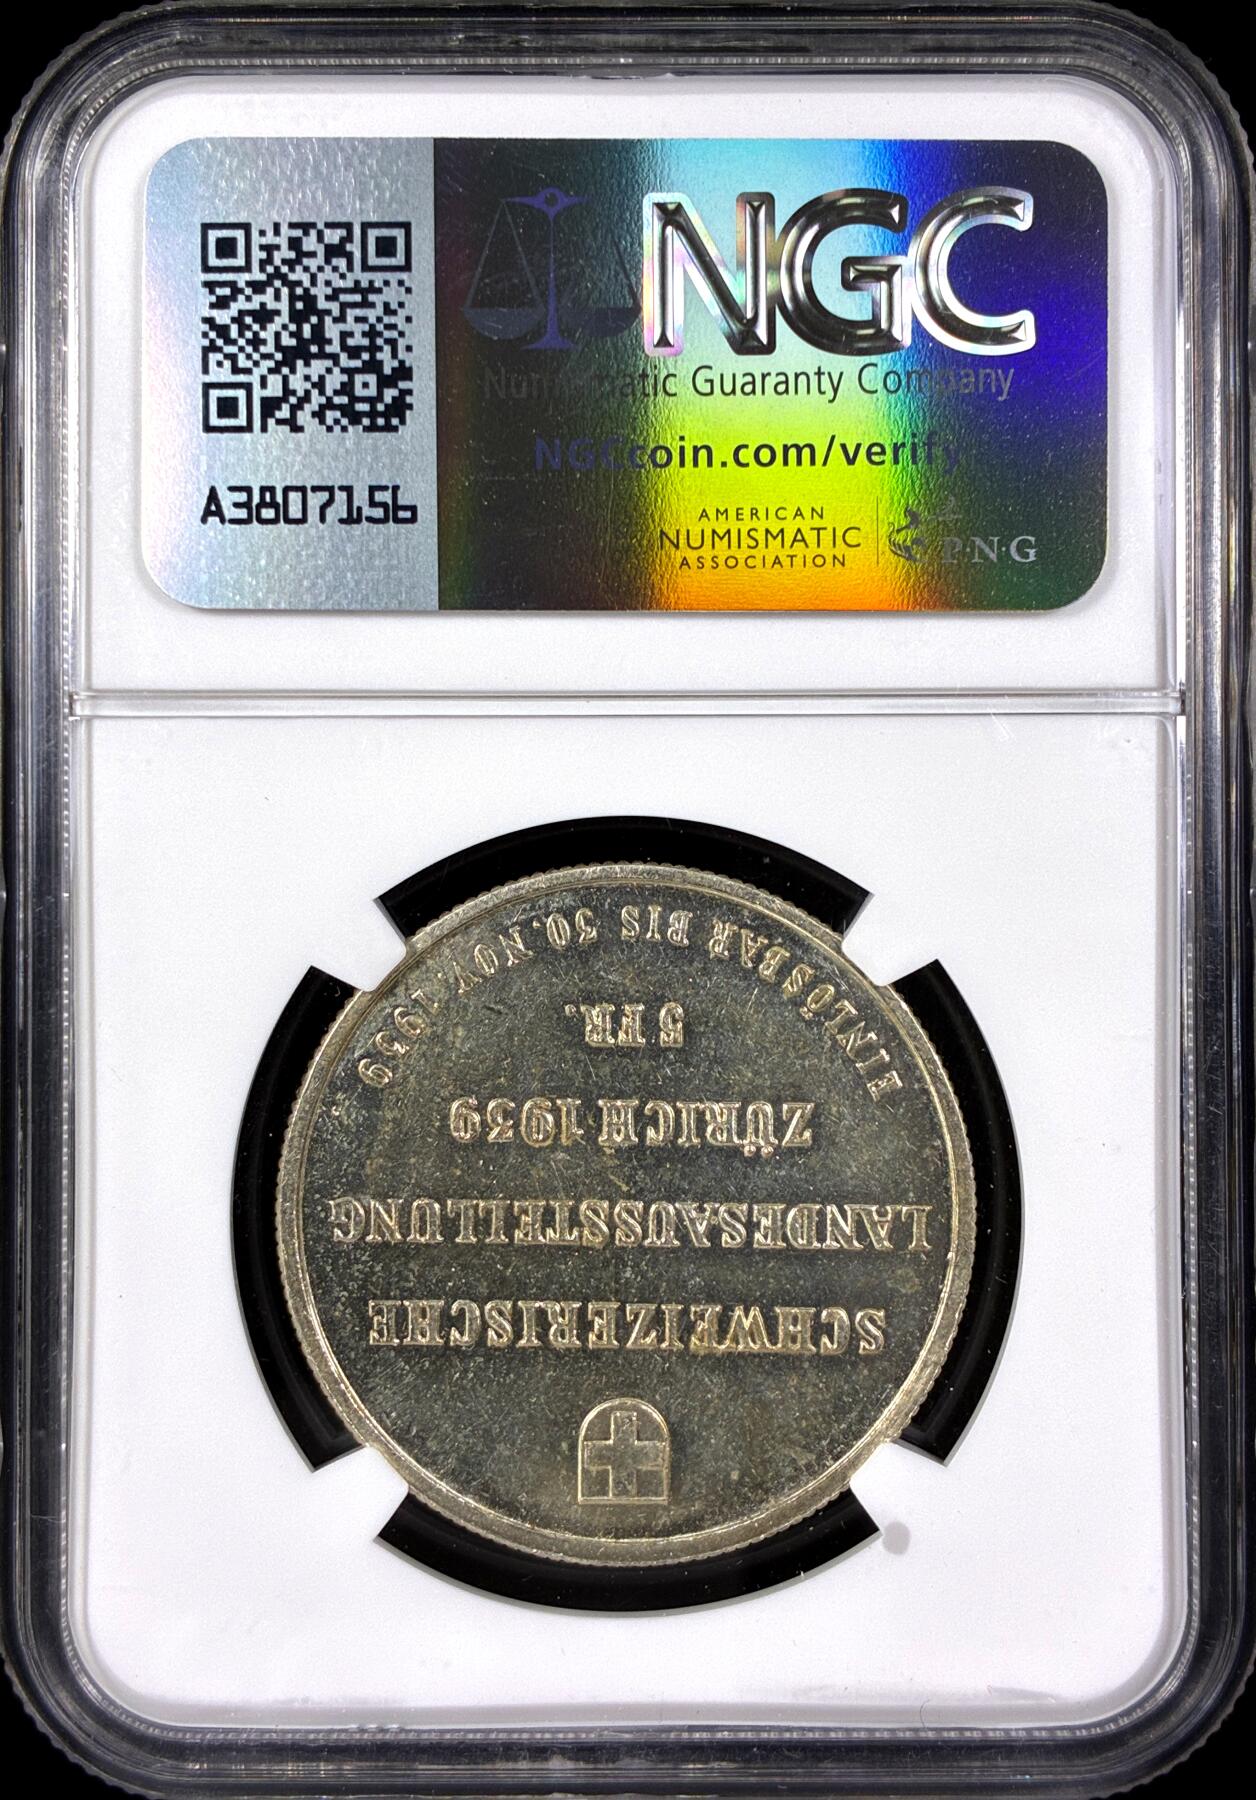 NGC
Numismatic Guaranty Company
NGCcoin.com/verify
A3807156
AMERICAN
NUMISMATIC
ASSOCIATION
P·N·G
SCHWEIZERISCHE
LANDESAUSSTELLUNG
ZÜRICH 1939
5 FR.
EINLÖSBAR BIS 30. NOV. 1939